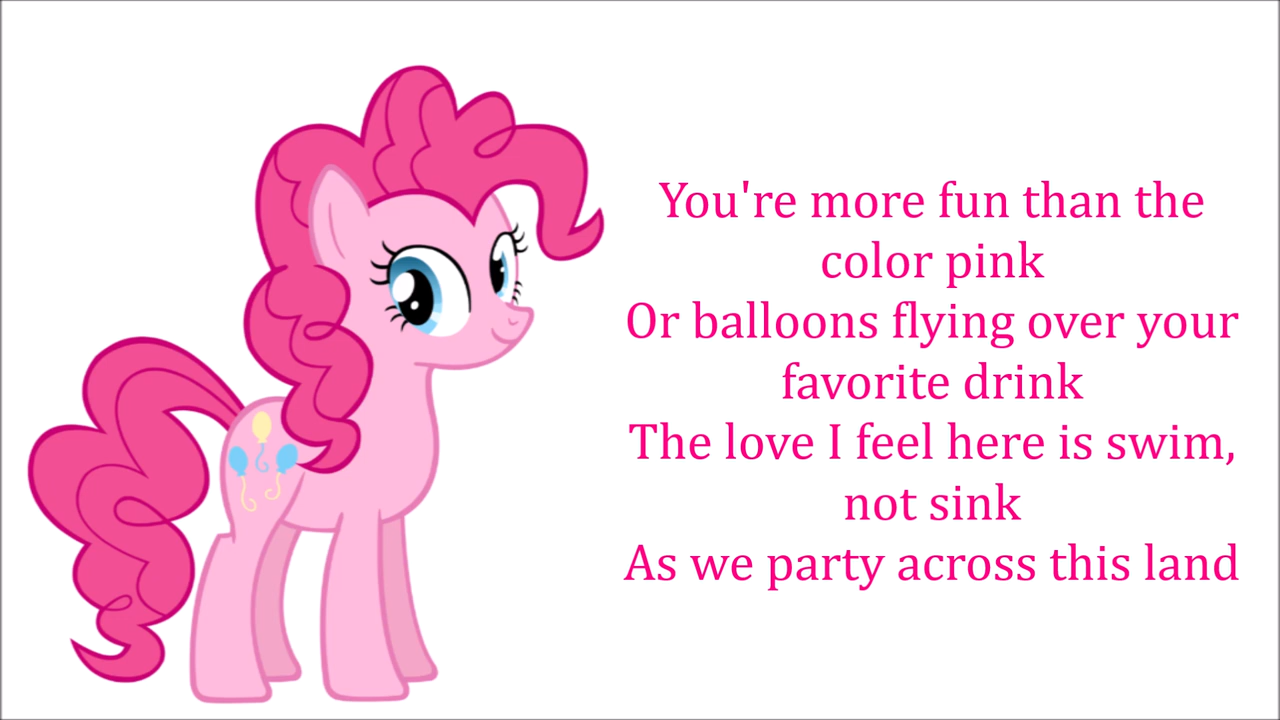 You're more fun than the
color pink
Or balloons flying over your
favorite drink
The love I feel here is swim,
not sink
As we party across this land